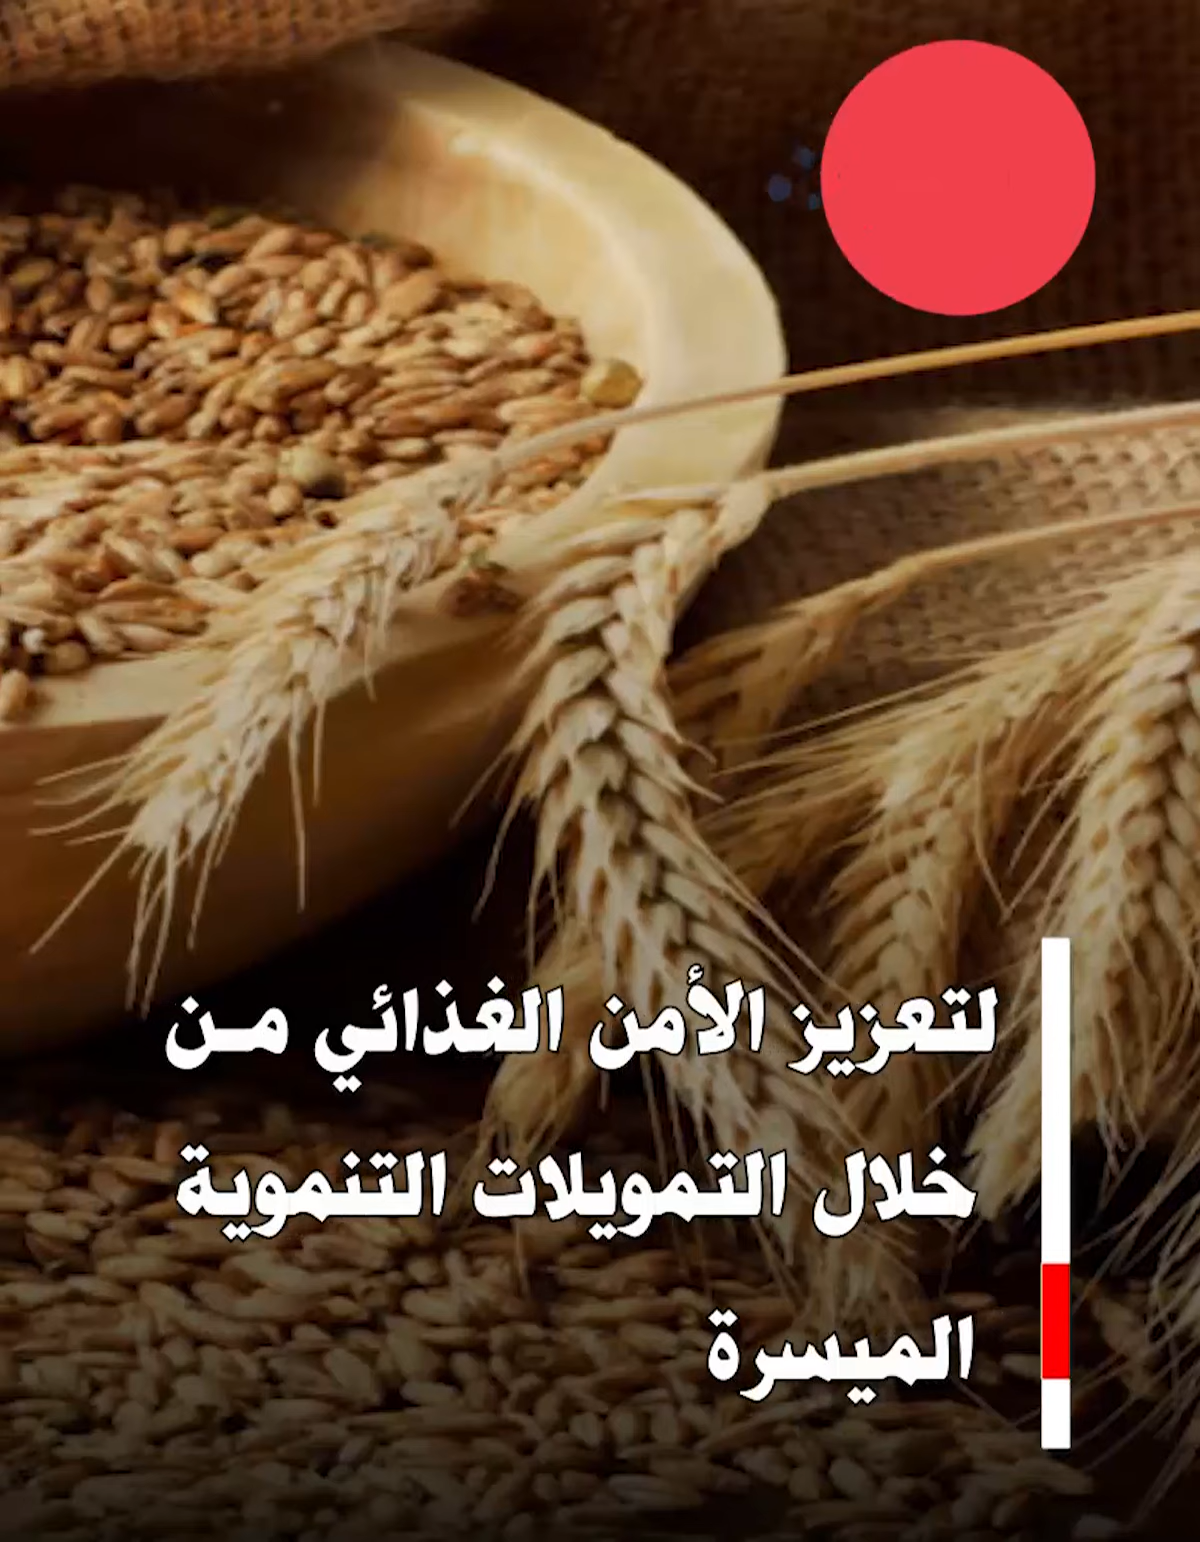 لتعزيز الأمن الغذائي من
خلال التمويلات التنموية
الميسرة